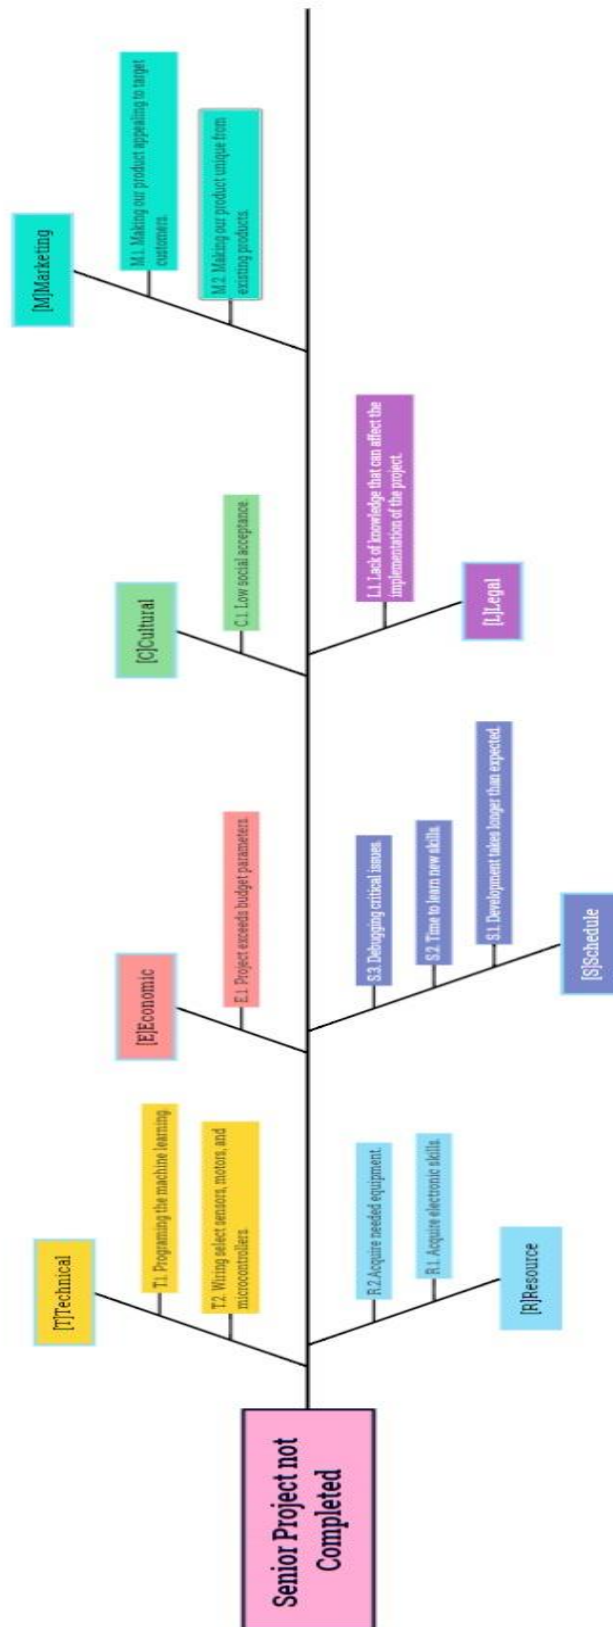 Senior Project not
Completed
[T]Technical
T.1. Programing the machine learning.
T.2. Wiring select sensors, motors, and
microcontrollers.
[E]Economic
E.1. Project exceeds budget parameters.
[C]Cultural
C.1. Low social acceptance.
[M]Marketing
M.1. Making our product appealing to target
customers.
M.2. Making our product unique from
existing products.
R.2.Acquire needed equipment.
R.1. Acquire electronic skills.
[R]Resource
S.3. Debugging critical issues.
S.2. Time to learn new skills.
S.1. Development takes longer than expected.
[S]Schedule
L.1. Lack of knowledge that can affect the
implementation of the project.
[L]Legal